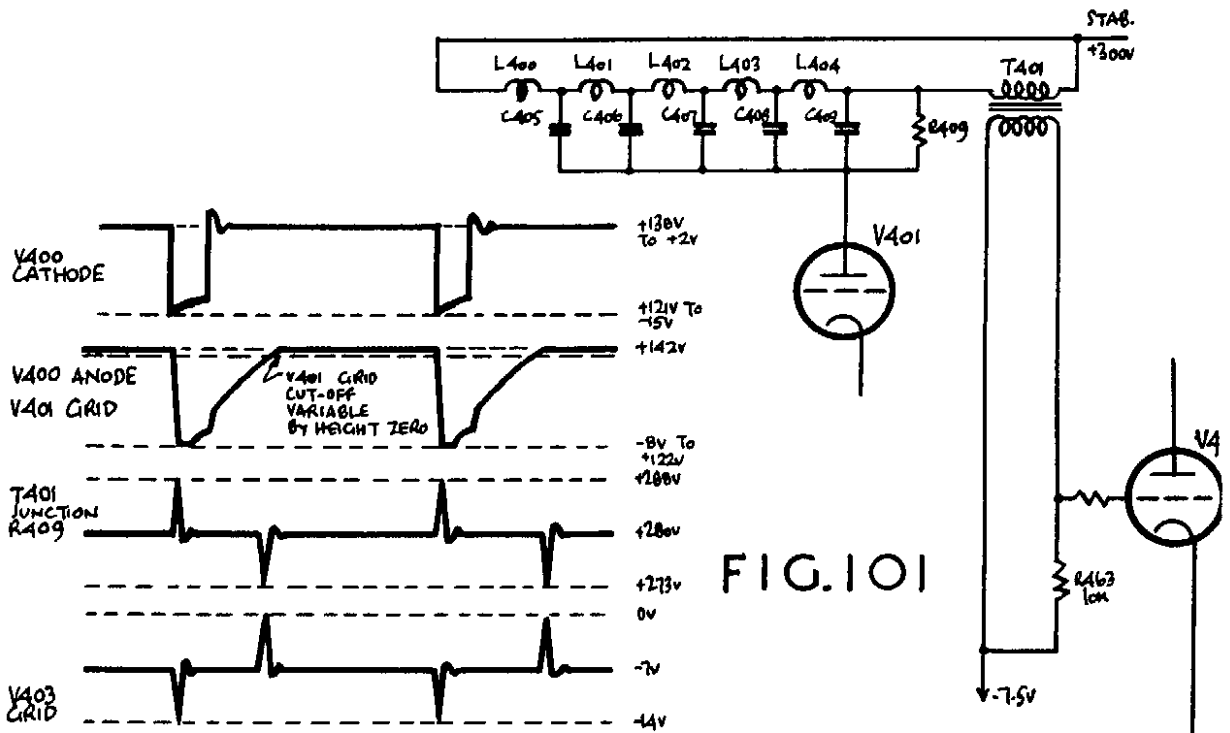 STAB.
+300V
L400
L401
L402
L403
L404
T401
C405
C406
C407
C408
C409
R409
V401
V400
CATHODE
+138V
TO +2V
+121V TO
-15V
V400 ANODE
V401 GRID
+142V
V401 GRID
CUT-OFF
VARIABLE
BY HEIGHT ZERO
-8V TO
+122V
T401
JUNCTION
R409
+288V
+280V
+273V
V403
GRID
0V
-7V
-14V
FIG.101
V4
R463
10K
-7.5V